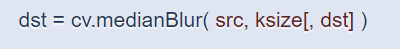 dst = cv.medianBlur( src, ksize[, dst] )